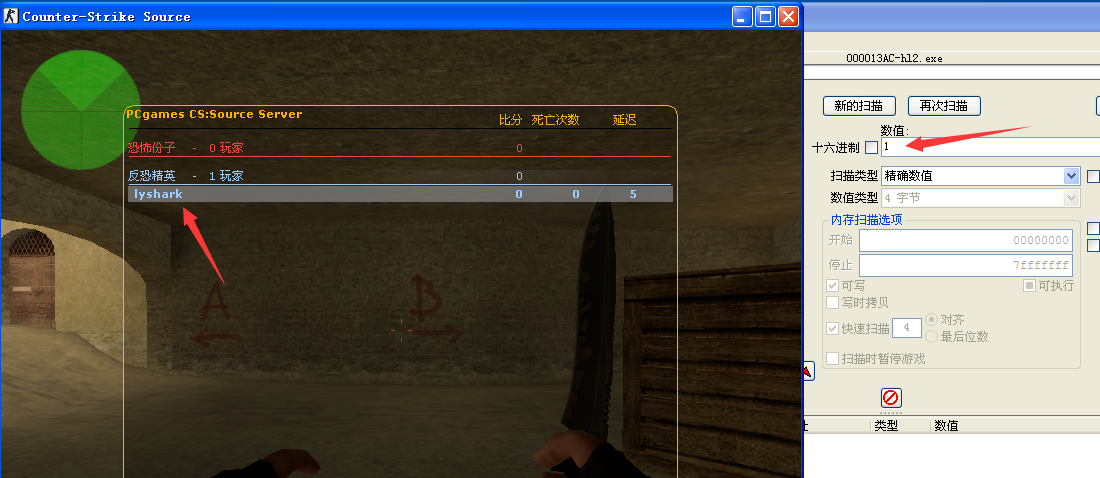 Counter-Strike Source
PCgames CS:Source Server
比分 死亡次数 延迟
恐怖份子 - 0 玩家 0
反恐精英 - 1 玩家 0
lyshark 0 0 5
A B
000013AC-hl2.exe
新的扫描 再次扫描
数值:
十六进制 1
扫描类型 精确数值
数值类型 4 字节
内存扫描选项
开始 00000000
停止 7fffffff
可写 可执行
写时拷贝
快速扫描 4 对齐
最后位数
扫描时暂停游戏
类型 数值